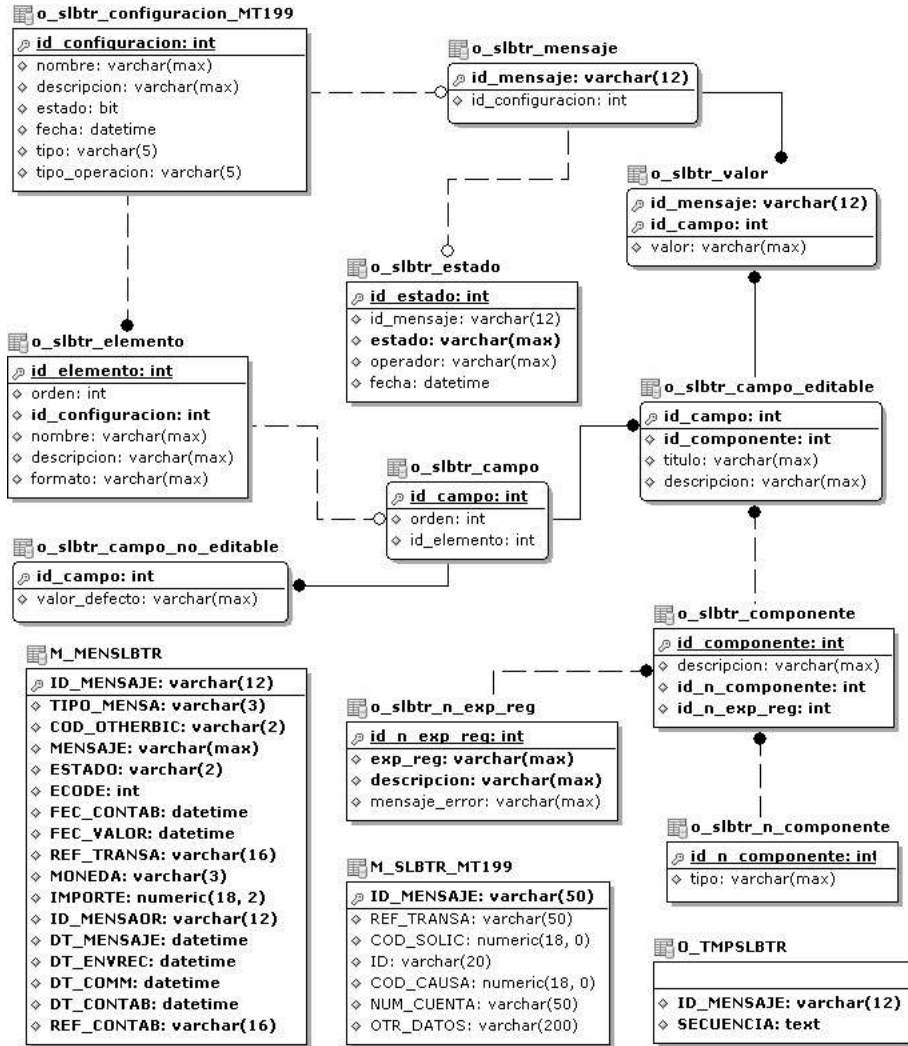 o_slbtr_configuracion_MT199
id_configuracion: int
nombre: varchar(max)
descripcion: varchar(max)
estado: bit
fecha: datetime
tipo: varchar(5)
tipo_operacion: varchar(5)
o_slbtr_mensaje
id_mensaje: varchar(12)
id_configuracion: int
o_slbtr_valor
id_mensaje: varchar(12)
id_campo: int
valor: varchar(max)
o_slbtr_estado
id_estado: int
id_mensaje: varchar(12)
estado: varchar(max)
operador: varchar(max)
fecha: datetime
o_slbtr_elemento
id_elemento: int
orden: int
id_configuracion: int
nombre: varchar(max)
descripcion: varchar(max)
formato: varchar(max)
o_slbtr_campo_editable
id_campo: int
id_componente: int
titulo: varchar(max)
descripcion: varchar(max)
o_slbtr_campo
id_campo: int
orden: int
id_elemento: int
o_slbtr_campo_no_editable
id_campo: int
valor_defecto: varchar(max)
o_slbtr_componente
id_componente: int
descripcion: varchar(max)
id_n_componente: int
id_n_exp_reg: int
M_MENSLBTR
ID_MENSAJE: varchar(12)
TIPO_MENSA: varchar(3)
COD_OTHERBIC: varchar(2)
MENSAJE: varchar(max)
ESTADO: varchar(2)
ECODE: int
FEC_CONTAB: datetime
FEC_VALOR: datetime
REF_TRANSA: varchar(16)
MONEDA: varchar(3)
IMPORTE: numeric(18, 2)
ID_MENSAOR: varchar(12)
DT_MENSAJE: datetime
DT_ENVREC: datetime
DT_COMM: datetime
DT_CONTAB: datetime
REF_CONTAB: varchar(16)
o_slbtr_n_exp_reg
id_n_exp_reg: int
exp_reg: varchar(max)
descripcion: varchar(max)
mensaje_error: varchar(max)
o_slbtr_n_componente
id_n_componente: int
tipo: varchar(max)
M_SLBTR_MT199
ID_MENSAJE: varchar(50)
REF_TRANSA: varchar(50)
COD_SOLIC: numeric(18, 0)
ID: varchar(20)
COD_CAUSA: numeric(18, 0)
NUM_CUENTA: varchar(50)
OTR_DATOS: varchar(200)
O_TMPSLBTR
ID_MENSAJE: varchar(12)
SECUENCIA: text